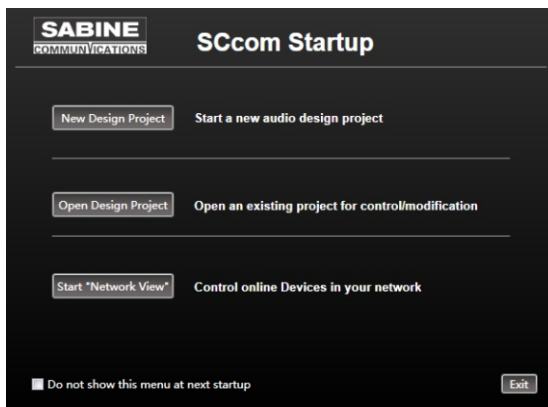 SABINE
COMMUNICATIONS
SCcom Startup
New Design Project
Start a new audio design project
Open Design Project
Open an existing project for control/modification
Start "Network View"
Control online Devices in your network
Do not show this menu at next startup
Exit